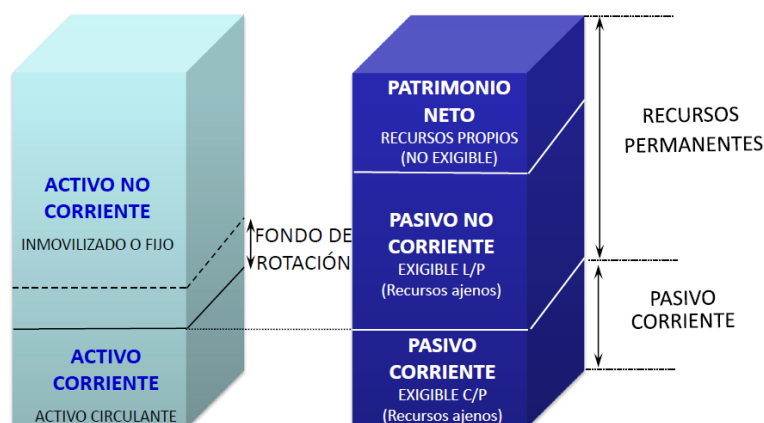 ACTIVO NO
CORRIENTE
INMOVILIZADO O FIJO
ACTIVO
CORRIENTE
ACTIVO CIRCULANTE
FONDO DE
ROTACIÓN
PATRIMONIO
NETO
RECURSOS PROPIOS
(NO EXIGIBLE)
PASIVO NO
CORRIENTE
EXIGIBLE L/P
(Recursos ajenos)
PASIVO
CORRIENTE
EXIGIBLE C/P
(Recursos ajenos)
RECURSOS
PERMANENTES
PASIVO
CORRIENTE